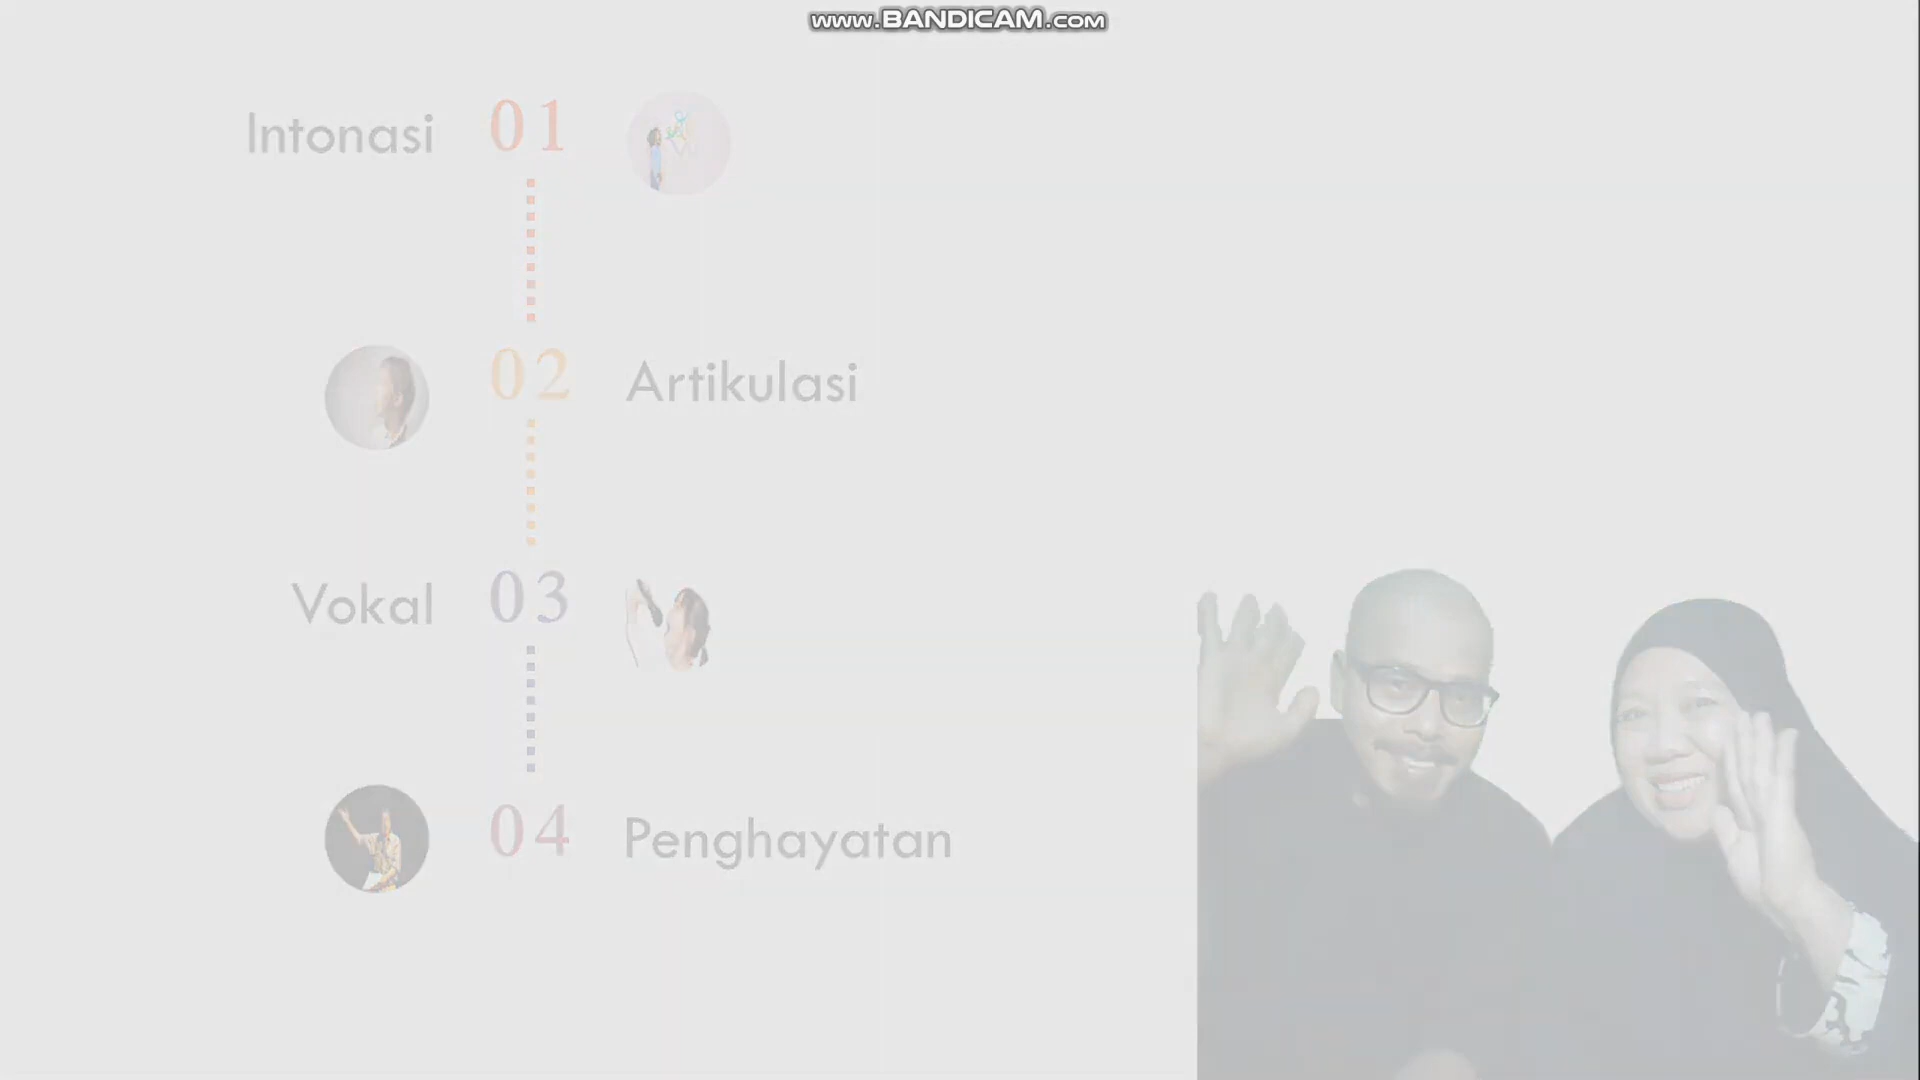 www.BANDICAM.com
Intonasi 01
02 Artikulasi
Vokal 03
04 Penghayatan